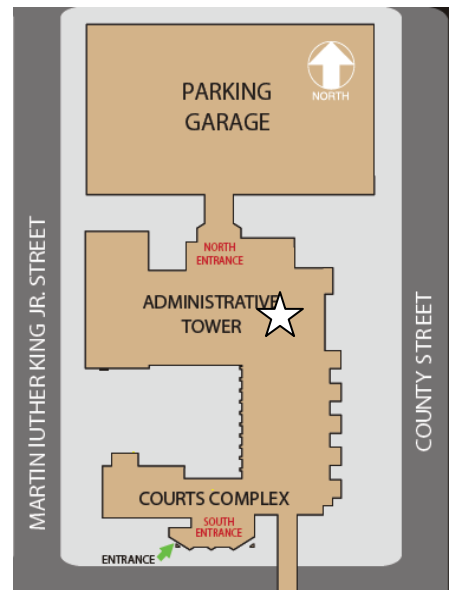 PARKING
GARAGE
NORTH
NORTH
ENTRANCE
ADMINISTRATIVE
TOWER
MARTIN LUTHER KING JR. STREET
COUNTY STREET
COURTS COMPLEX
SOUTH
ENTRANCE
ENTRANCE